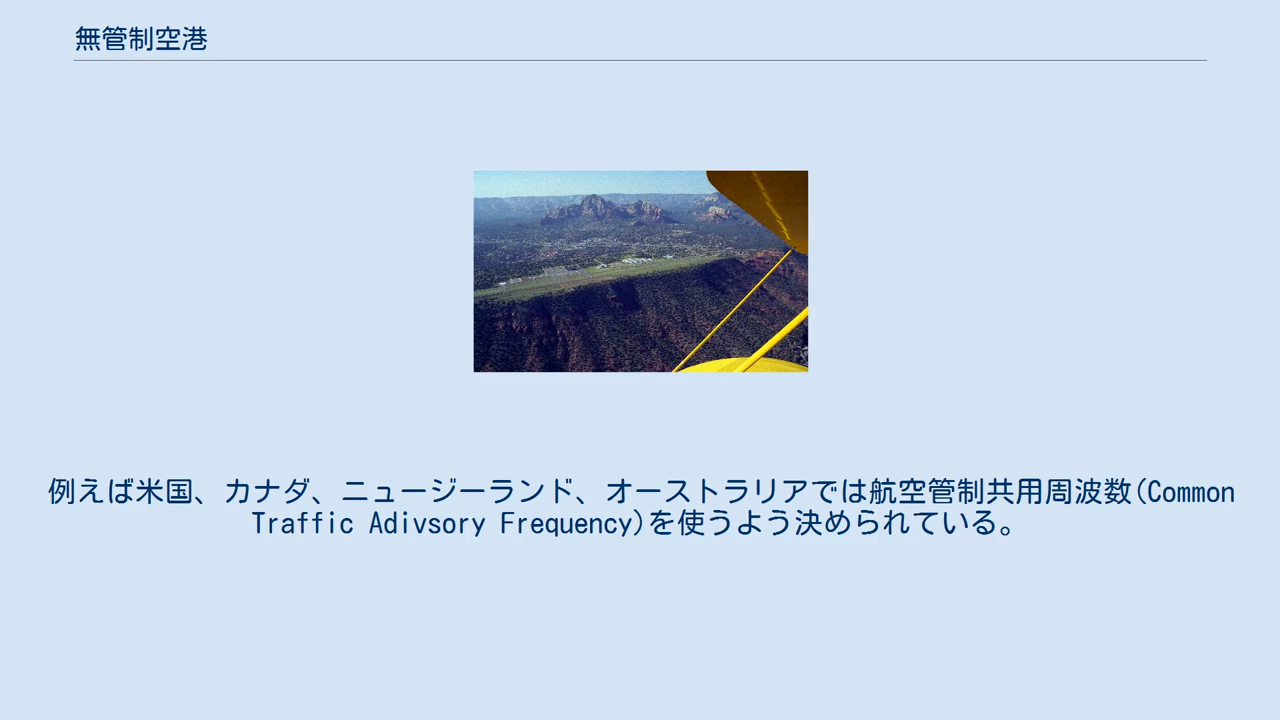 無管制空港
例えば米国、カナダ、ニュージーランド、オーストラリアでは航空管制共用周波数(Common
Traffic Adivsory Frequency)を使うよう決められている。